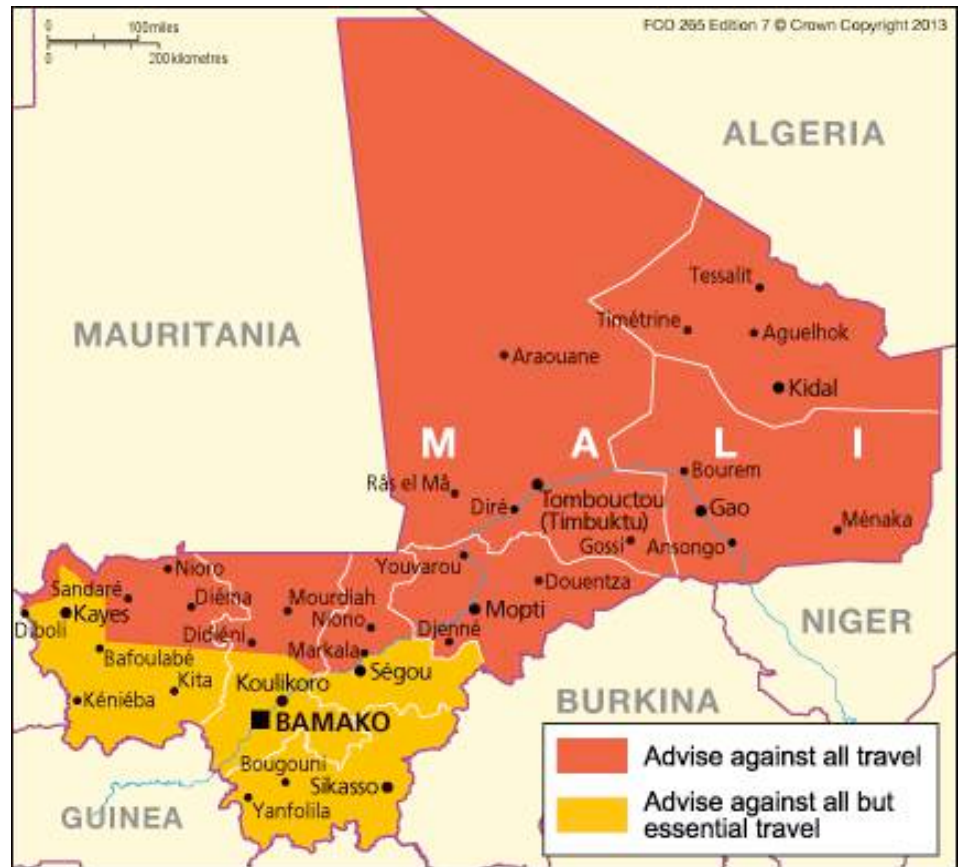 0 100miles
0 200kilometres
FCO 265 Edition 7 © Crown Copyright 2013
ALGERIA
MAURITANIA
Tessalit
Timétrine
Aguelhok
Araouane
Kidal
M A L I
Bourem
Râs el Mâ
Diré
Tombouctou
(Timbuktu)
Gao
Ménaka
Gossi
Ansongo
Youvarou
Douentza
Nioro
Sandaré
Diéma
Mourdiah
Niono
Mopti
Kayes
Diboli
Didiéni
Djenné
Markala
NIGER
Bafoulabé
Ségou
Kita
Koulikoro
Kéniéba
BAMAKO
BURKINA
Bougouni
Sikasso
Yanfolila
GUINEA
Advise against all travel
Advise against all but
essential travel